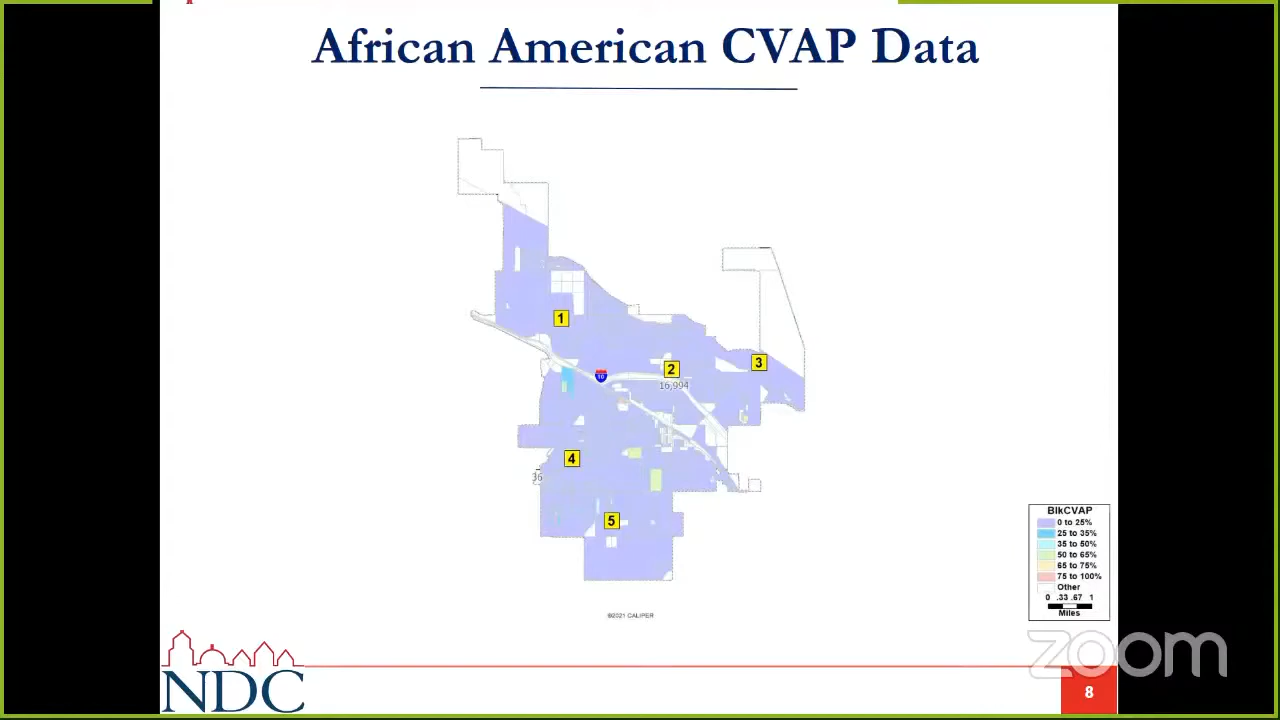 African American CVAP Data
1
2
3
10
16,994
4
36
5
BlkCVAP
0 to 25%
25 to 35%
35 to 50%
50 to 65%
65 to 75%
75 to 100%
Other
0 .33 .67 1
Miles
©2021 CALIPER
zoom
NDC
8